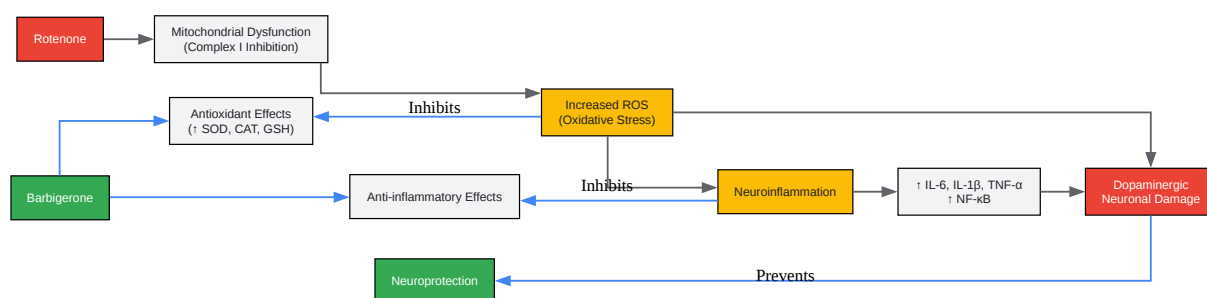 Rotenone
Mitochondrial Dysfunction
(Complex I Inhibition)
Antioxidant Effects
(↑ SOD, CAT, GSH)
Inhibits
Increased ROS
(Oxidative Stress)
Barbigerone
Anti-inflammatory Effects
Inhibits
Neuroinflammation
↑ IL-6, IL-1β, TNF-α
↑ NF-κB
Dopaminergic
Neuronal Damage
Neuroprotection
Prevents